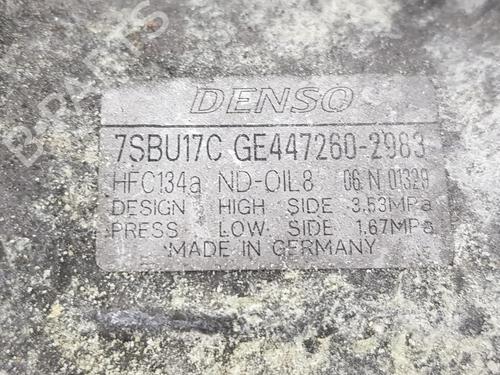 DENSO
7SBU17C GE447260-2983
HFC134a ND-OIL8 06 N 01329
DESIGN HIGH SIDE 3.53MPa
PRESS LOW SIDE 1.67MPa
MADE IN GERMANY